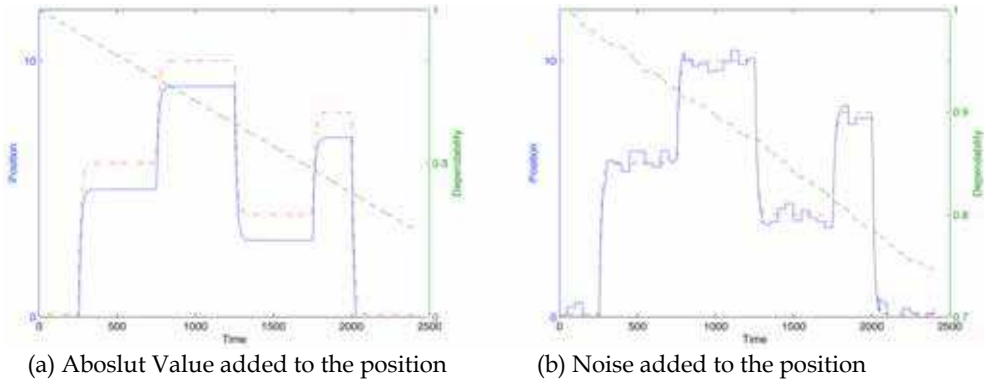 1
10
Position
0
0.3
Dependability
0 500 1000 1500 2000 2500
Time
(a) Aboslut Value added to the position
1
10
Position
0
0.9
0.8
0.7
Dependability
0 500 1000 1500 2000 2500
Time
(b) Noise added to the position